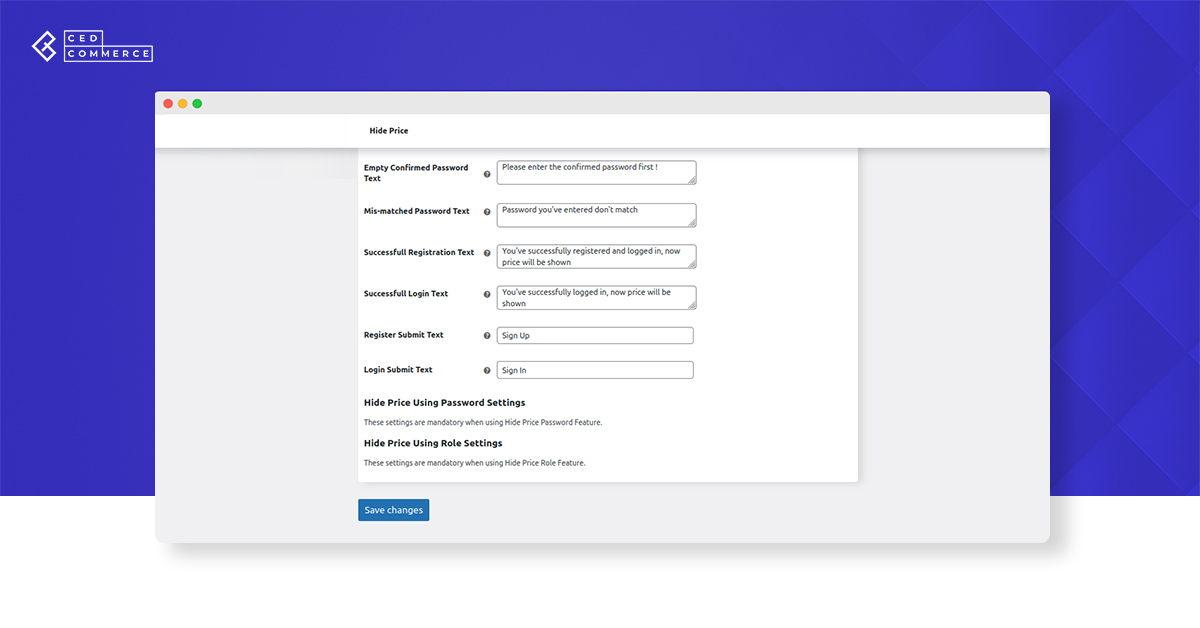 CED
COMMERCE
Hide Price
Empty Confirmed Password
Text
Please enter the confirmed password first !
Mis-matched Password Text
Password you've entered don't match
Successfull Registration Text
You've successfully registered and logged in, now
price will be shown
Successfull Login Text
You've successfully logged in, now price will be
shown
Register Submit Text
Sign Up
Login Submit Text
Sign In
Hide Price Using Password Settings
These settings are mandatory when using Hide Price Password Feature.
Hide Price Using Role Settings
These settings are mandatory when using Hide Price Role Feature.
Save changes